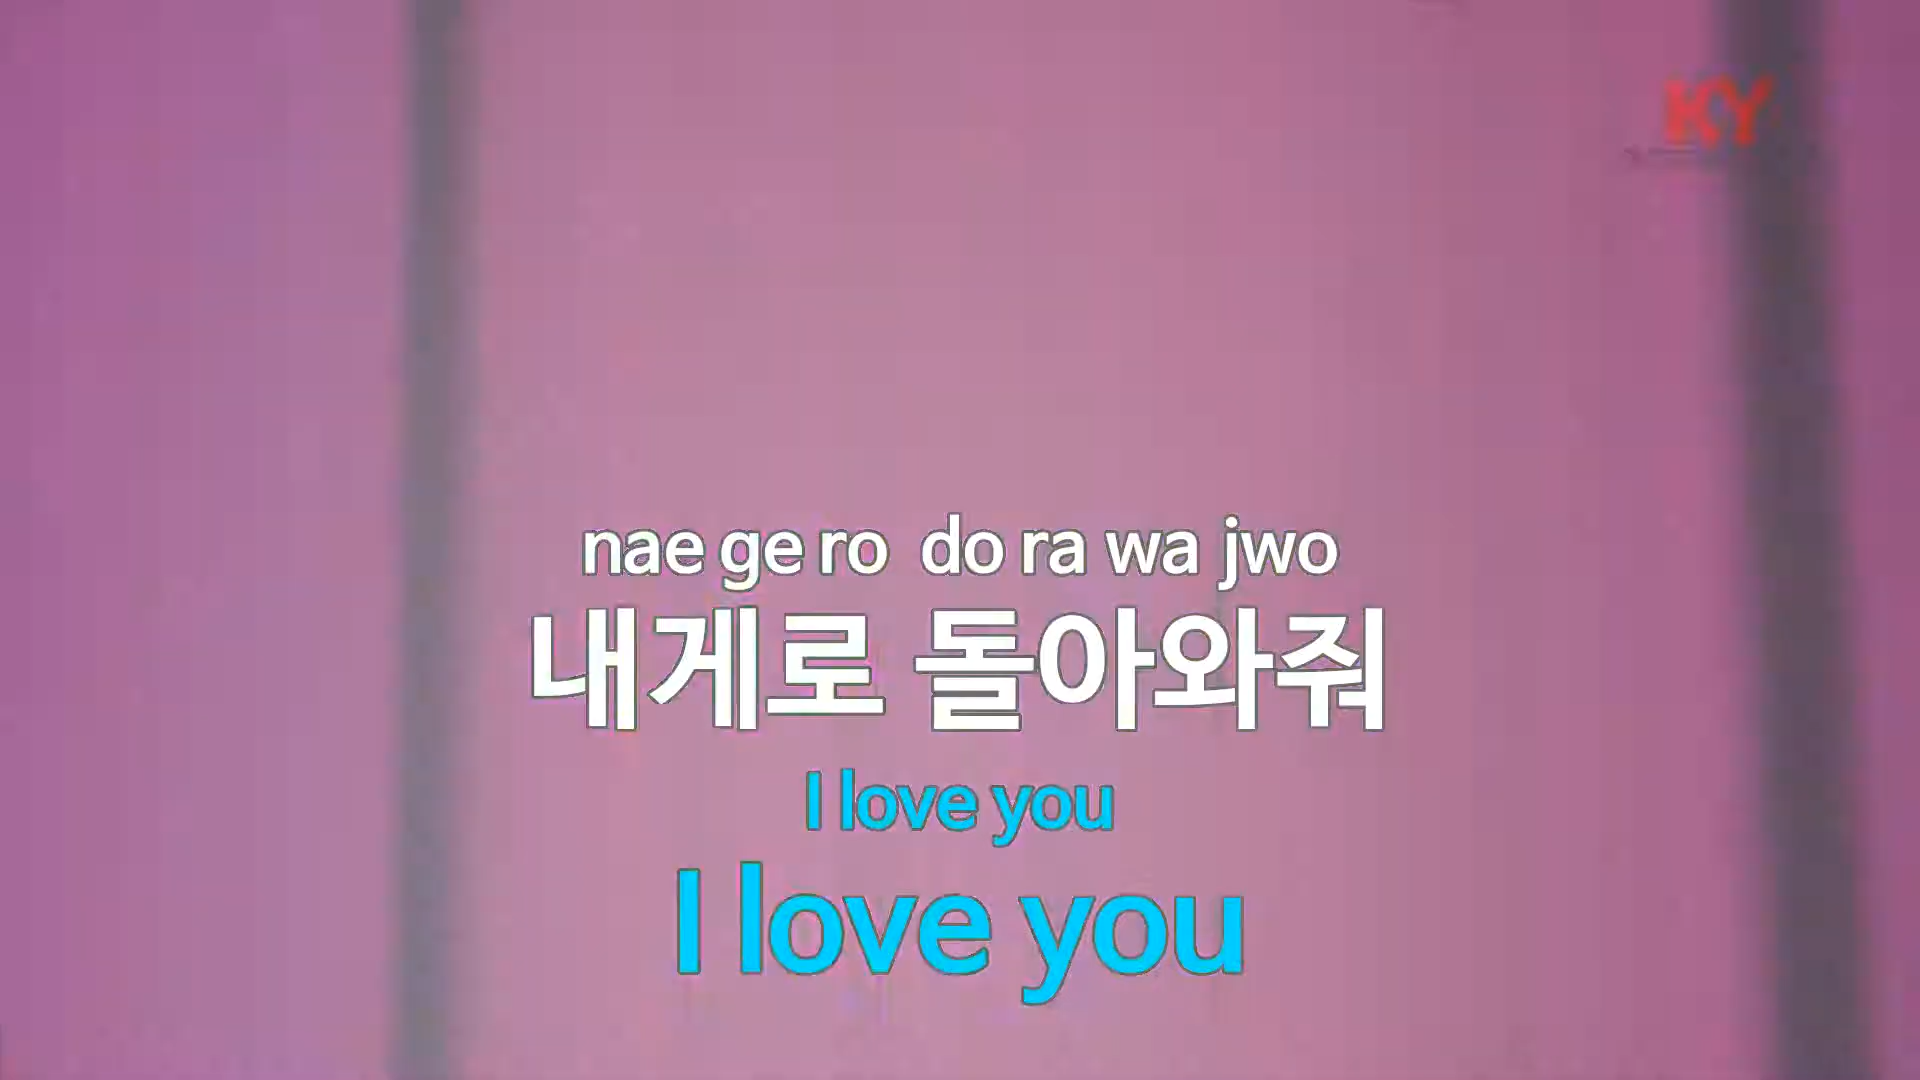 KY
nae ge ro do ra wa jwo
내게로 돌아와줘
I love you
I love you